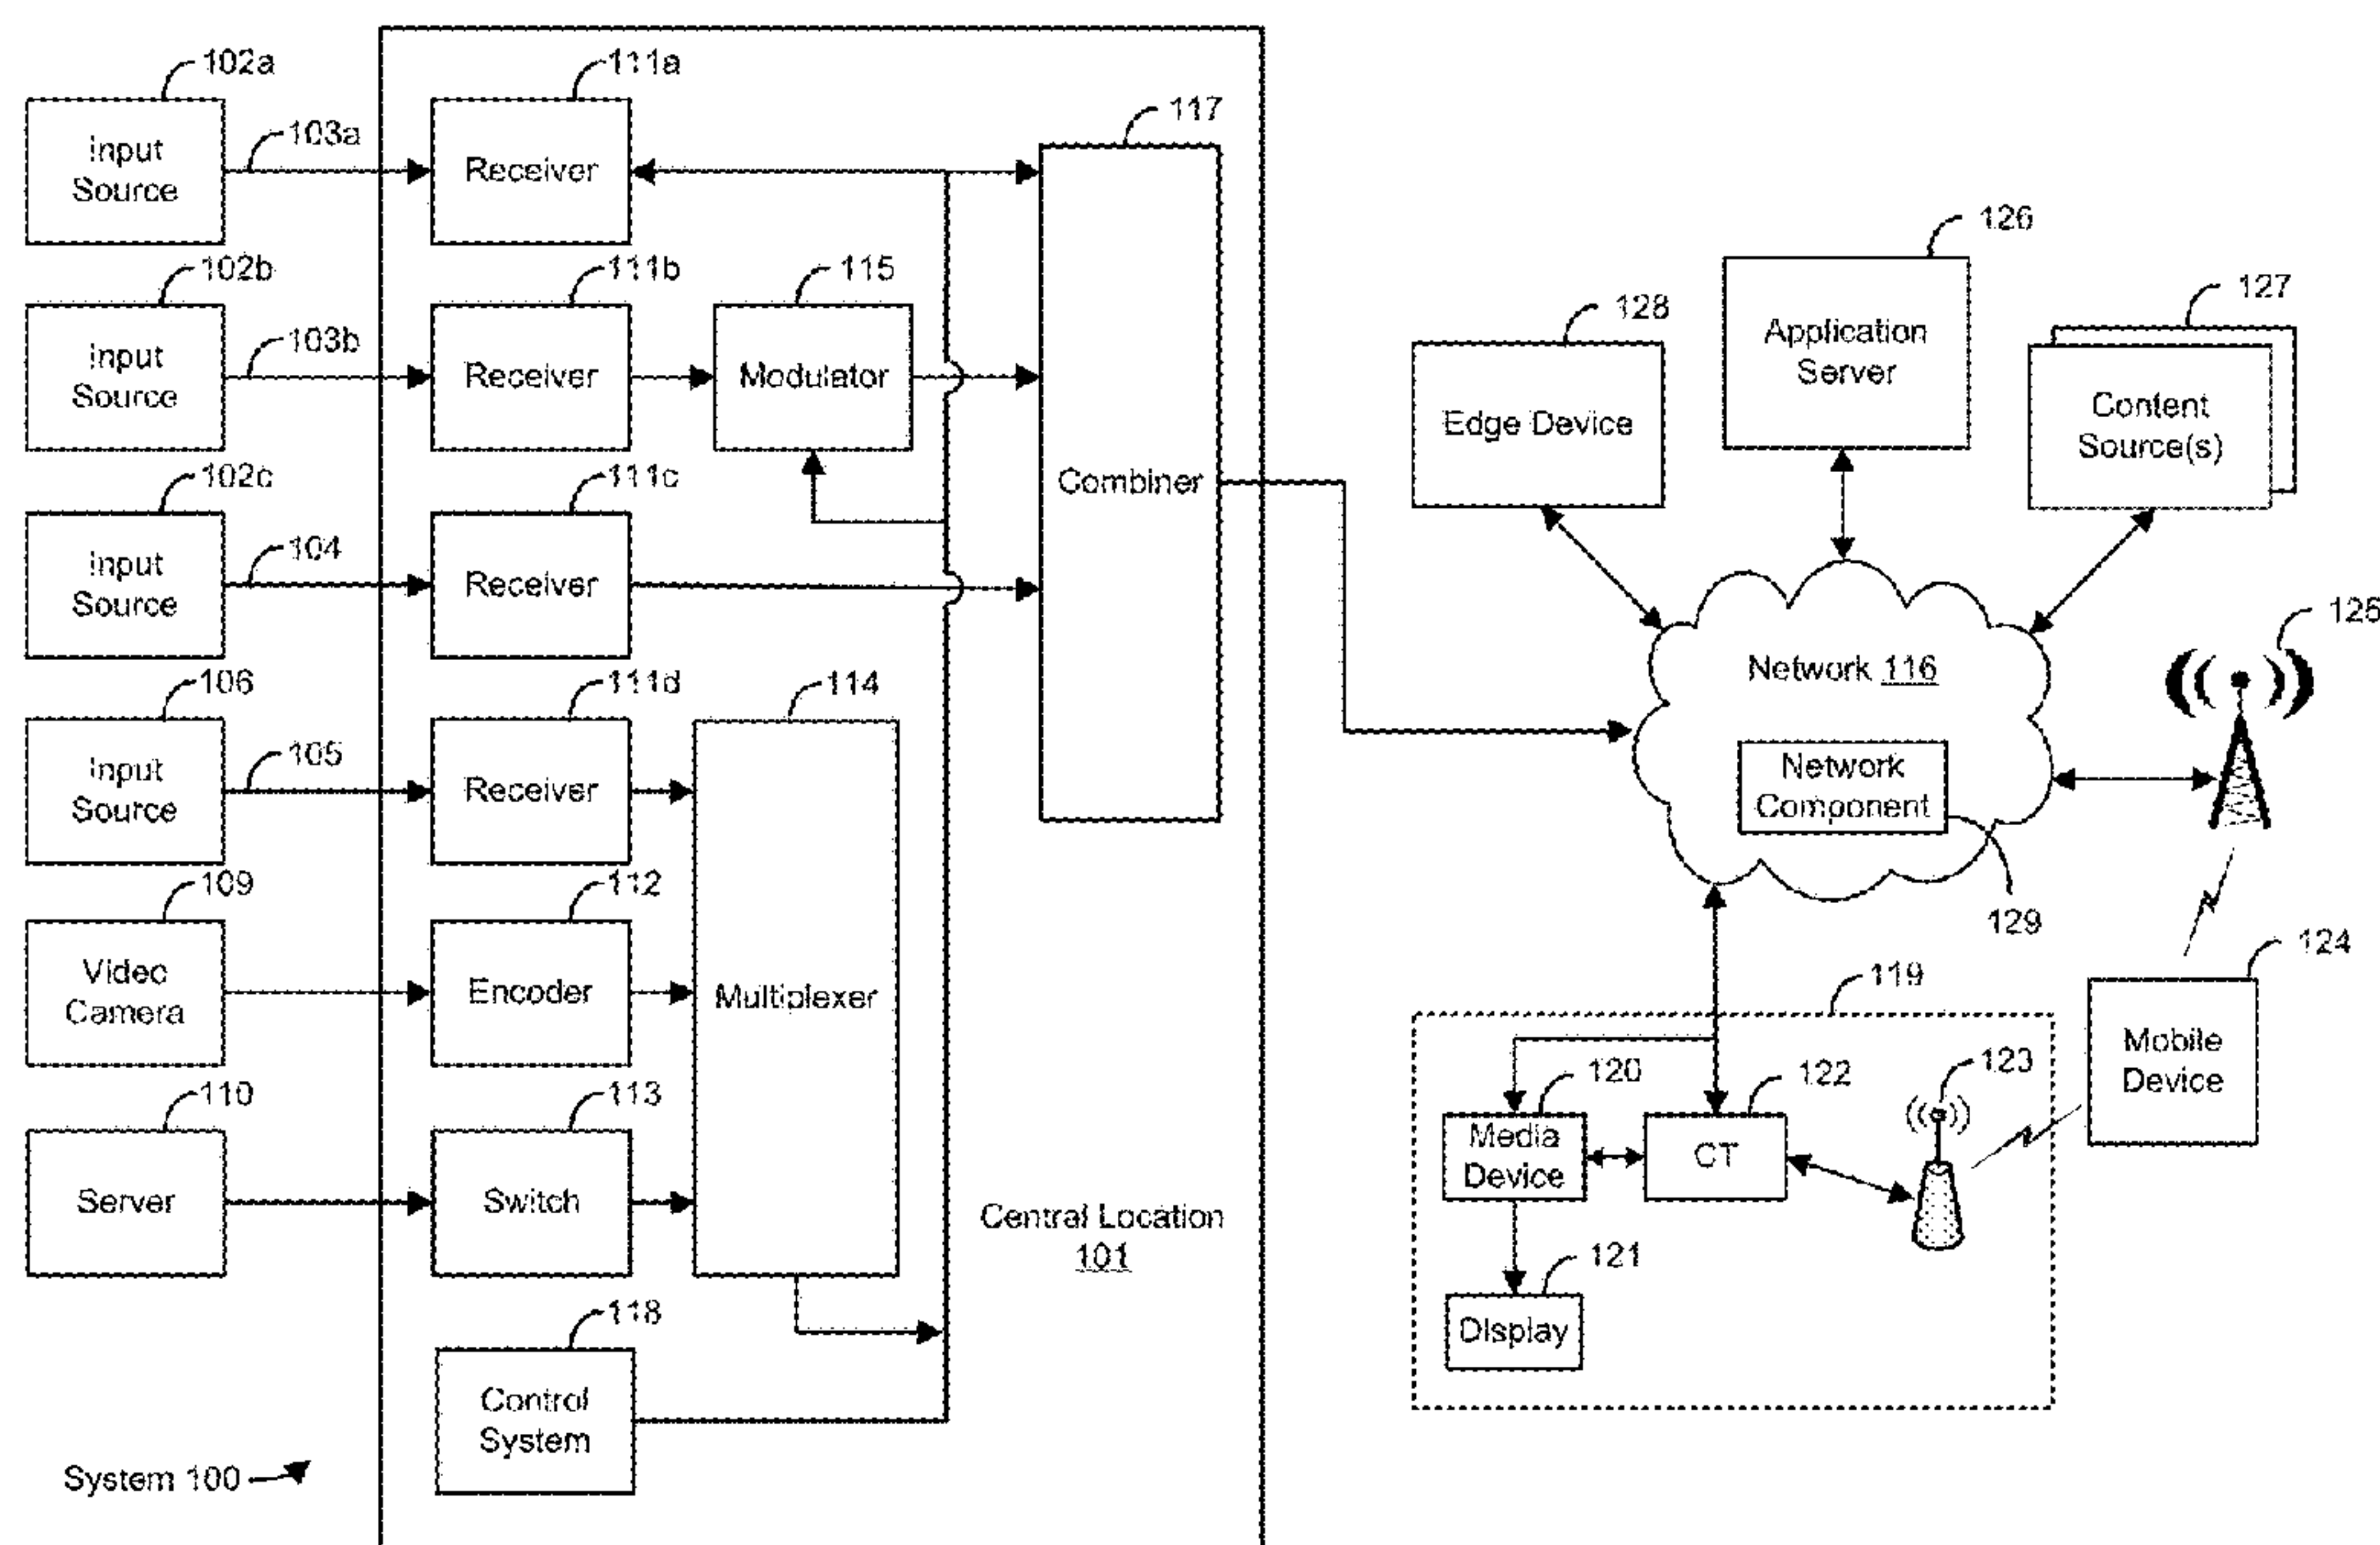 102a
Input
Source
103a
111a
Receiver
102b
Input
Source
103b
111b
Receiver
115
Modulator
102c
Input
Source
104
111c
Receiver
106
Input
Source
105
111d
Receiver
114
Multiplexer
109
Video
Camera
112
Encoder
110
Server
113
Switch
118
Control
System
117
Combiner
Central Location
101
System 100
128
Edge Device
126
Application
Server
127
Content
Source(s)
Network 116
Network
Component
129
125
124
Mobile
Device
119
120
Media
Device
122
CT
123
121
Display